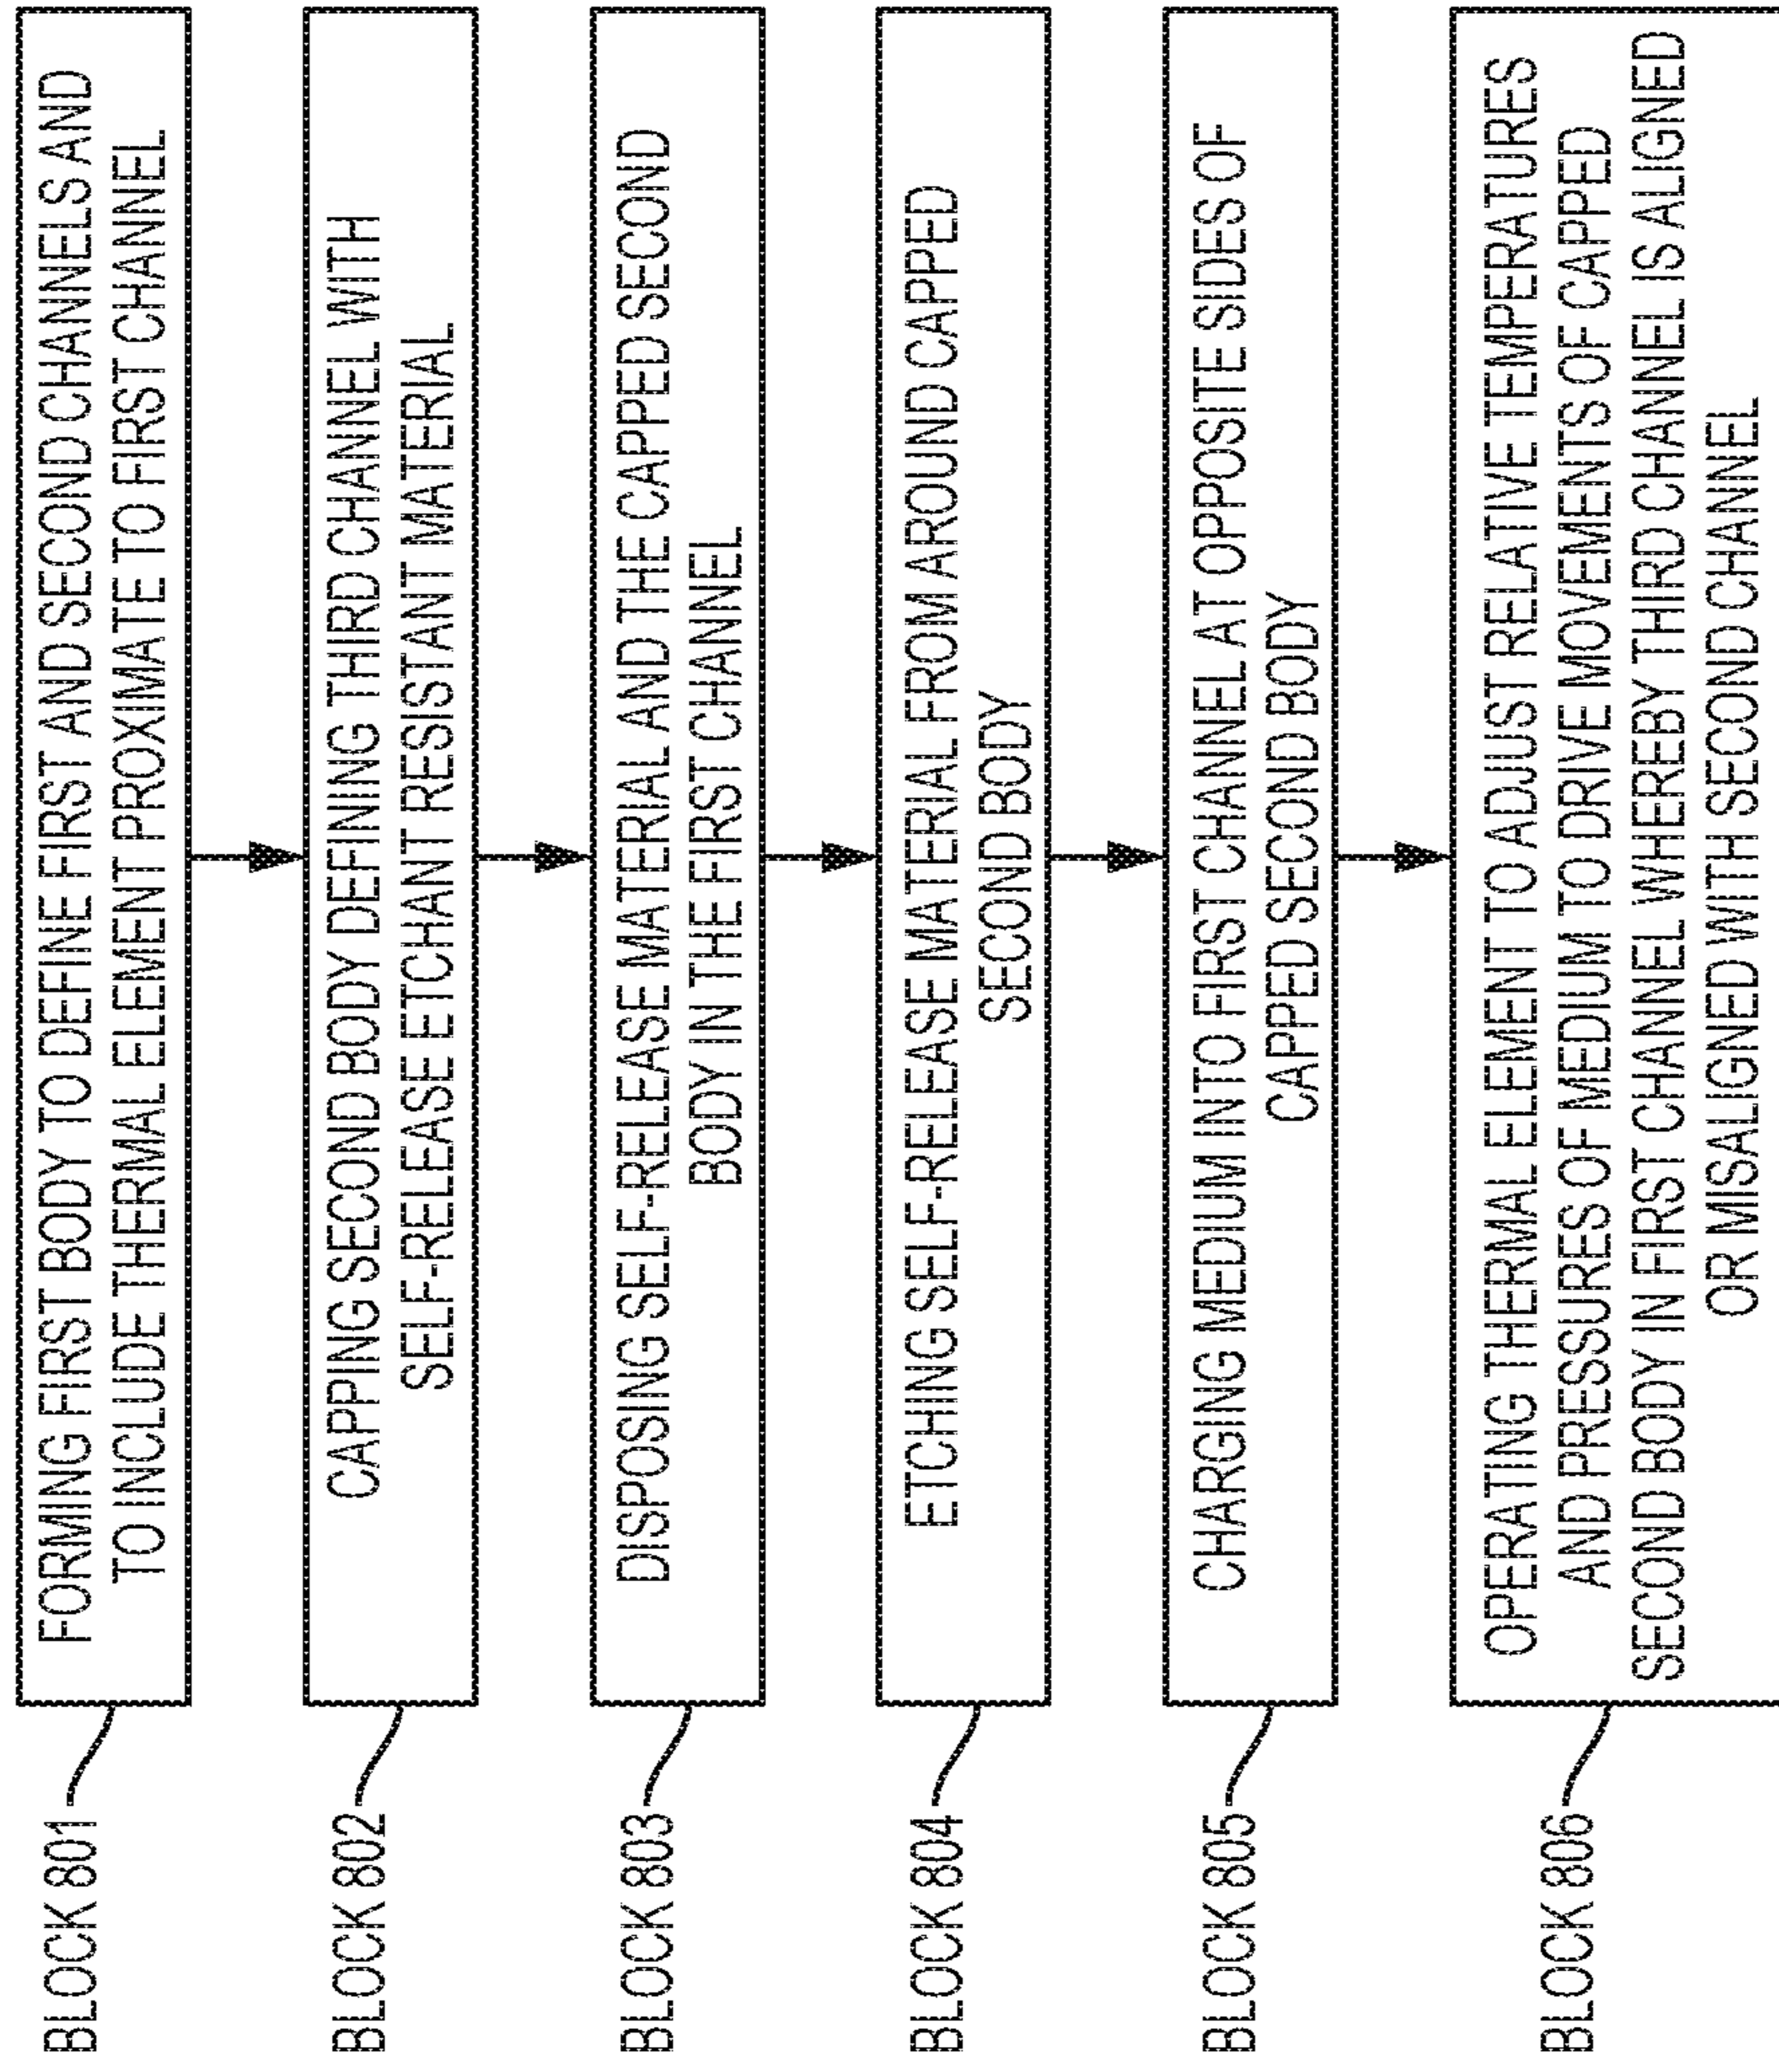 BLOCK 801
FORMING FIRST BODY TO DEFINE FIRST AND SECOND CHANNELS AND
TO INCLUDE THERMAL ELEMENT PROXIMATE TO FIRST CHANNEL
BLOCK 802
CAPPING SECOND BODY DEFINING THIRD CHANNEL WITH
SELF-RELEASE ETCHANT RESISTANT MATERIAL
BLOCK 803
DISPOSING SELF-RELEASE MATERIAL AND THE CAPPED SECOND
BODY IN THE FIRST CHANNEL
BLOCK 804
ETCHING SELF-RELEASE MATERIAL FROM AROUND CAPPED
SECOND BODY
BLOCK 805
CHARGING MEDIUM INTO FIRST CHANNEL AT OPPOSITE SIDES OF
CAPPED SECOND BODY
BLOCK 806
OPERATING THERMAL ELEMENT TO ADJUST RELATIVE TEMPERATURES
AND PRESSURES OF MEDIUM TO DRIVE MOVEMENTS OF CAPPED
SECOND BODY IN FIRST CHANNEL WHEREBY THIRD CHANNEL IS ALIGNED
OR MISALIGNED WITH SECOND CHANNEL